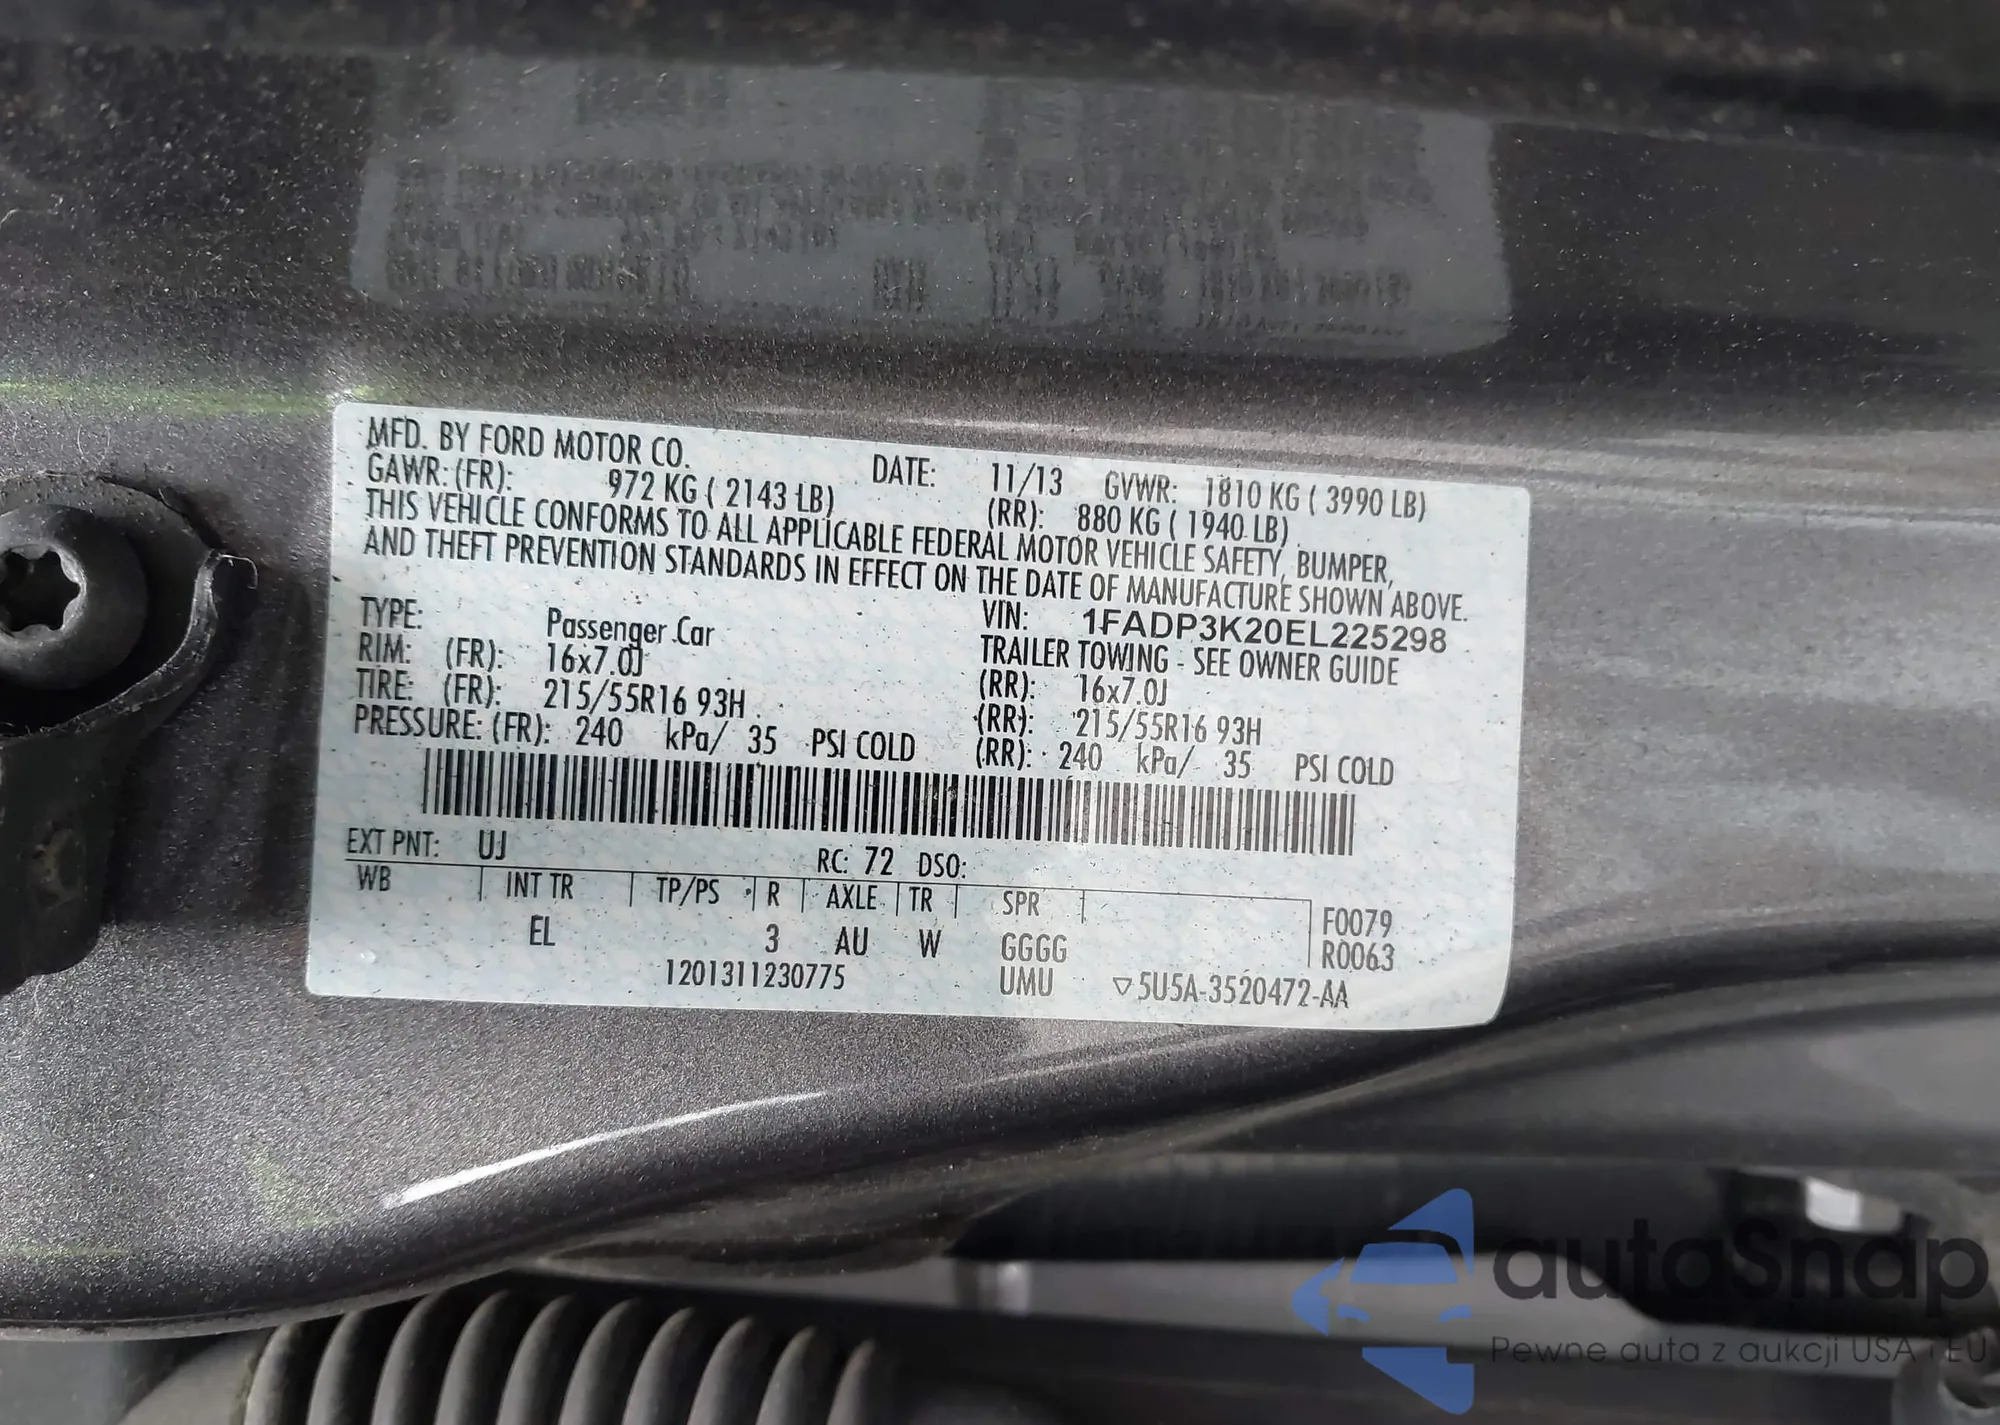 MFD. BY FORD MOTOR CO. DATE: 11/13 GVWR: 1810 KG ( 3990 LB)
GAWR: (FR): 972 KG ( 2143 LB) (RR): 880 KG ( 1940 LB)
THIS VEHICLE CONFORMS TO ALL APPLICABLE FEDERAL MOTOR VEHICLE SAFETY, BUMPER,
AND THEFT PREVENTION STANDARDS IN EFFECT ON THE DATE OF MANUFACTURE SHOWN ABOVE.
VIN: 1FADP3K20EL225298
TYPE: Passenger Car TRAILER TOWING - SEE OWNER GUIDE
RIM: (FR): 16x7.0J (RR): 16x7.0J
TIRE: (FR): 215/55R16 93H (RR): 215/55R16 93H
PRESSURE: (FR): 240 kPa/ 35 PSI COLD (RR): 240 kPa/ 35 PSI COLD
EXT PNT: UJ RC: 72 DSO:
WB INT TR TP/PS R AXLE TR SPR F0079
EL 3 AU W GGGG R0063
1201311230775 UMU ▽5U5A-3520472-AA
autaSnap
Pewne auta z aukcji USA i EU